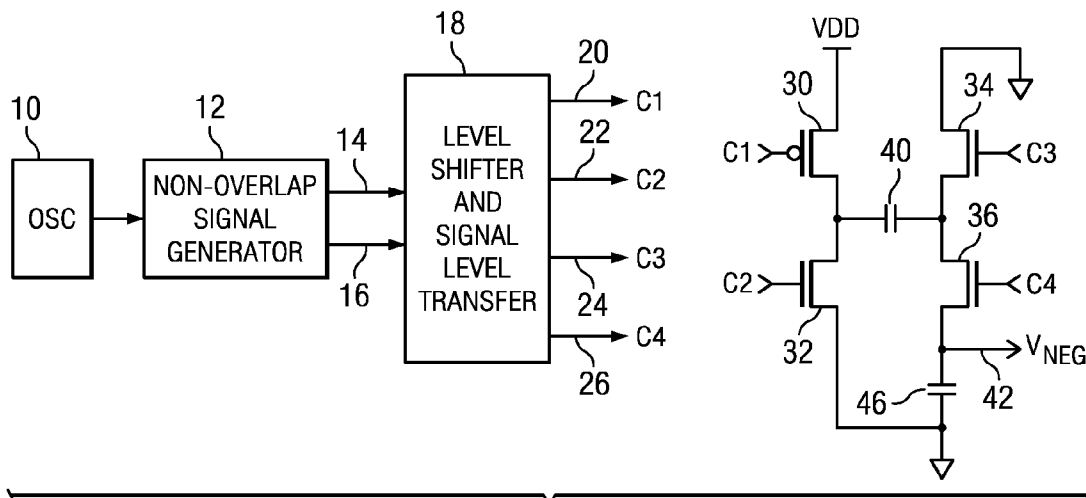 10
OSC
12
NON-OVERLAP
SIGNAL
GENERATOR
14
16
18
LEVEL
SHIFTER
AND
SIGNAL
LEVEL
TRANSFER
20
C1
22
C2
C3
24
C4
26
VDD
30
34
C1
40
C3
36
C2
C4
32
VNEG
46
42